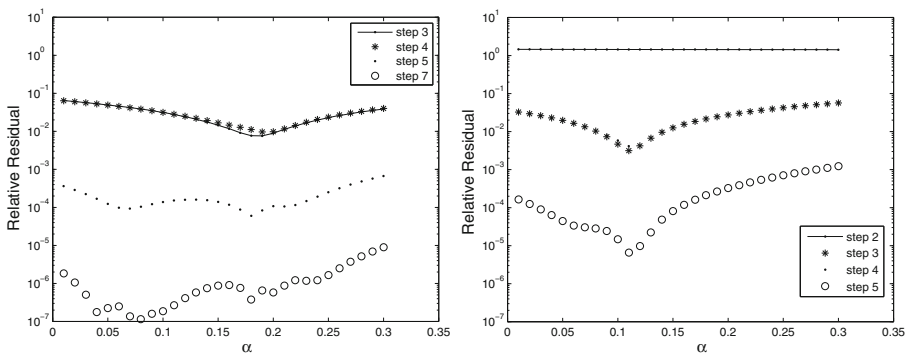 10^1
10^0
10^-1
10^-2
10^-3
10^-4
10^-5
10^-6
10^-7
Relative Residual
0 0.05 0.1 0.15 0.2 0.25 0.3 0.35
α
step 3
step 4
step 5
step 7
10^1
10^0
10^-1
10^-2
10^-3
10^-4
10^-5
10^-6
10^-7
Relative Residual
0 0.05 0.1 0.15 0.2 0.25 0.3 0.35
α
step 2
step 3
step 4
step 5